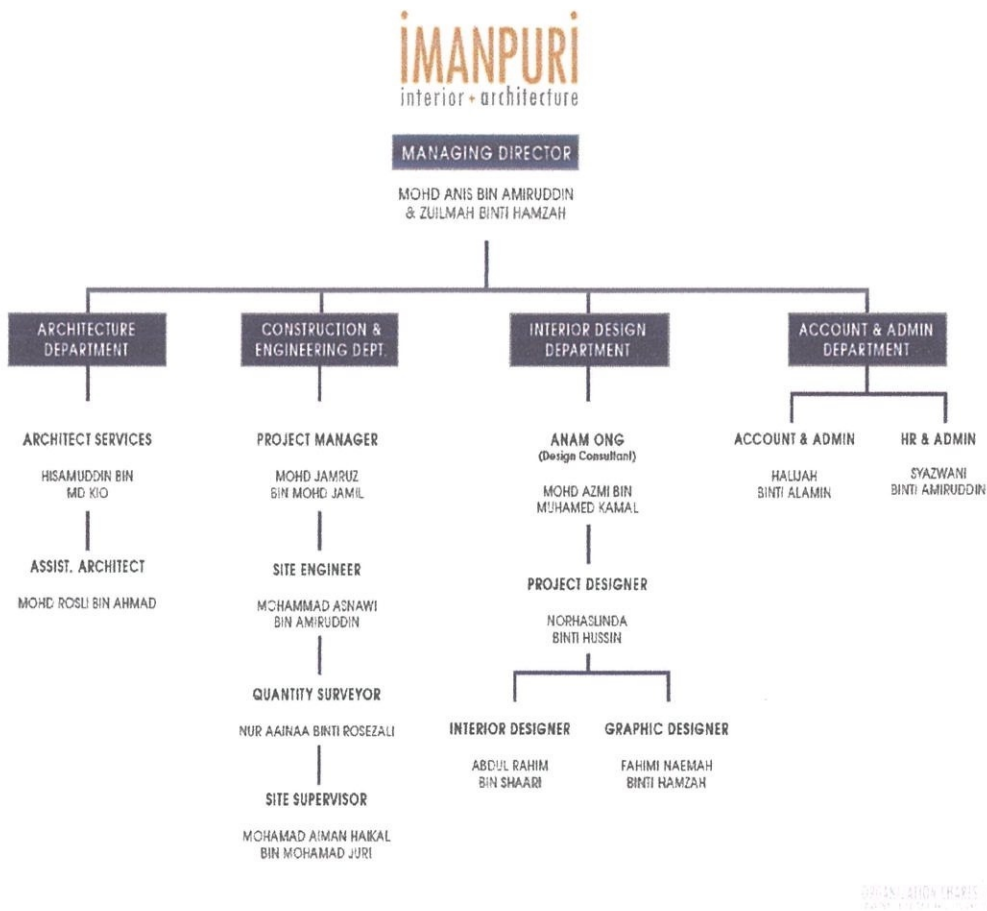 iMANPURi
interior + architecture
MANAGING DIRECTOR
MOHD ANIS BIN AMIRUDDIN
& ZUILMAH BINTI HAMZAH
ARCHITECTURE
DEPARTMENT
ARCHITECT SERVICES
HISAMUDDIN BIN
MD KIO
ASSIST. ARCHITECT
MOHD ROSLI BIN AHMAD
CONSTRUCTION &
ENGINEERING DEPT.
PROJECT MANAGER
MOHD JAMRUZ
BIN MOHD JAMIL
SITE ENGINEER
MOHAMMAD ASNAWI
BIN AMIRUDDIN
QUANTITY SURVEYOR
NUR AAINAA BINTI ROSEZALI
SITE SUPERVISOR
MOHAMAD AIMAN HAIKAL
BIN MOHAMAD JURI
INTERIOR DESIGN
DEPARTMENT
ANAM ONG
(Design Consultant)
MOHD AZMI BIN
MUHAMED KAMAL
PROJECT DESIGNER
NORHASLINDA
BINTI HUSSIN
INTERIOR DESIGNER
ABDUL RAHIM
BIN SHAARI
GRAPHIC DESIGNER
FAHIMI NAEMAH
BINTI HAMZAH
ACCOUNT & ADMIN
DEPARTMENT
ACCOUNT & ADMIN
HALIJAH
BINTI ALAMIN
HR & ADMIN
SYAZWANI
BINTI AMIRUDDIN